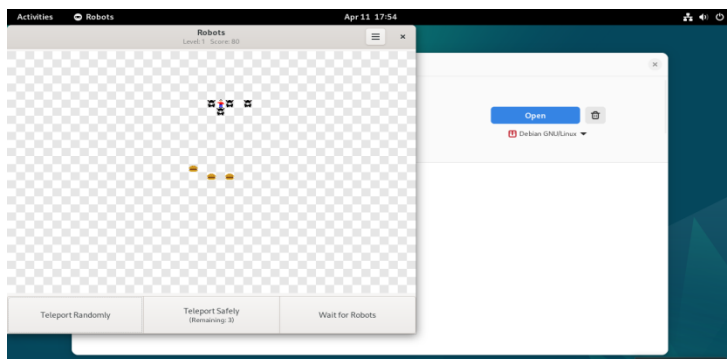 Activities Robots Apr 11 17:54
Robots
Level: 1 Score: 80
Open
Debian GNU/Linux
Teleport Randomly
Teleport Safely
(Remaining: 3)
Wait for Robots